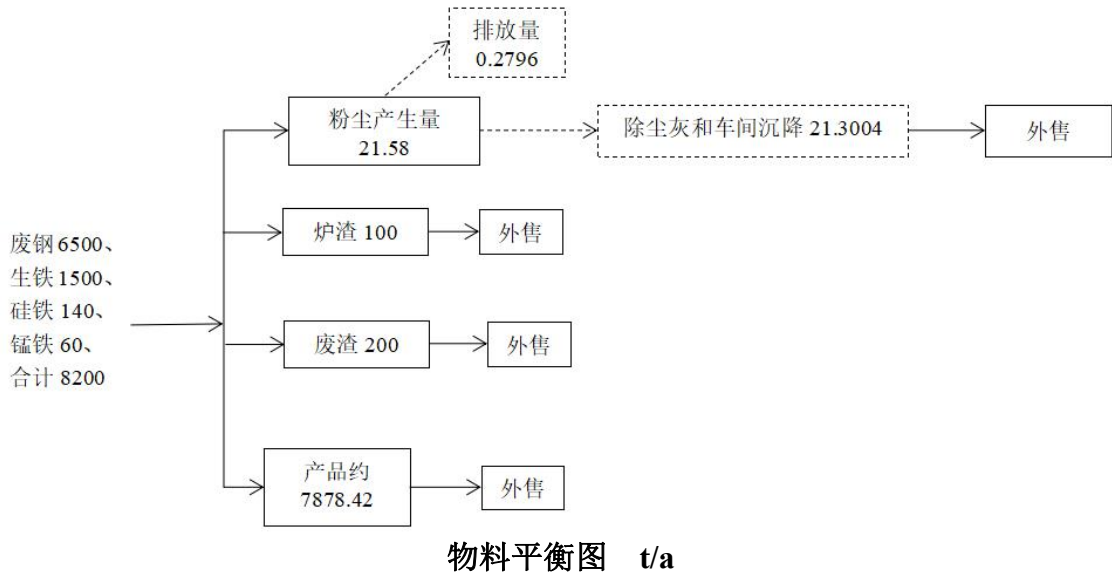 排放量
0.2796
粉尘产生量
21.58
除尘灰和车间沉降 21.3004
外售
废钢 6500、
生铁 1500、
硅铁 140、
锰铁 60、
合计 8200
炉渣 100
外售
废渣 200
外售
产品约
7878.42
外售
物料平衡图 t/a